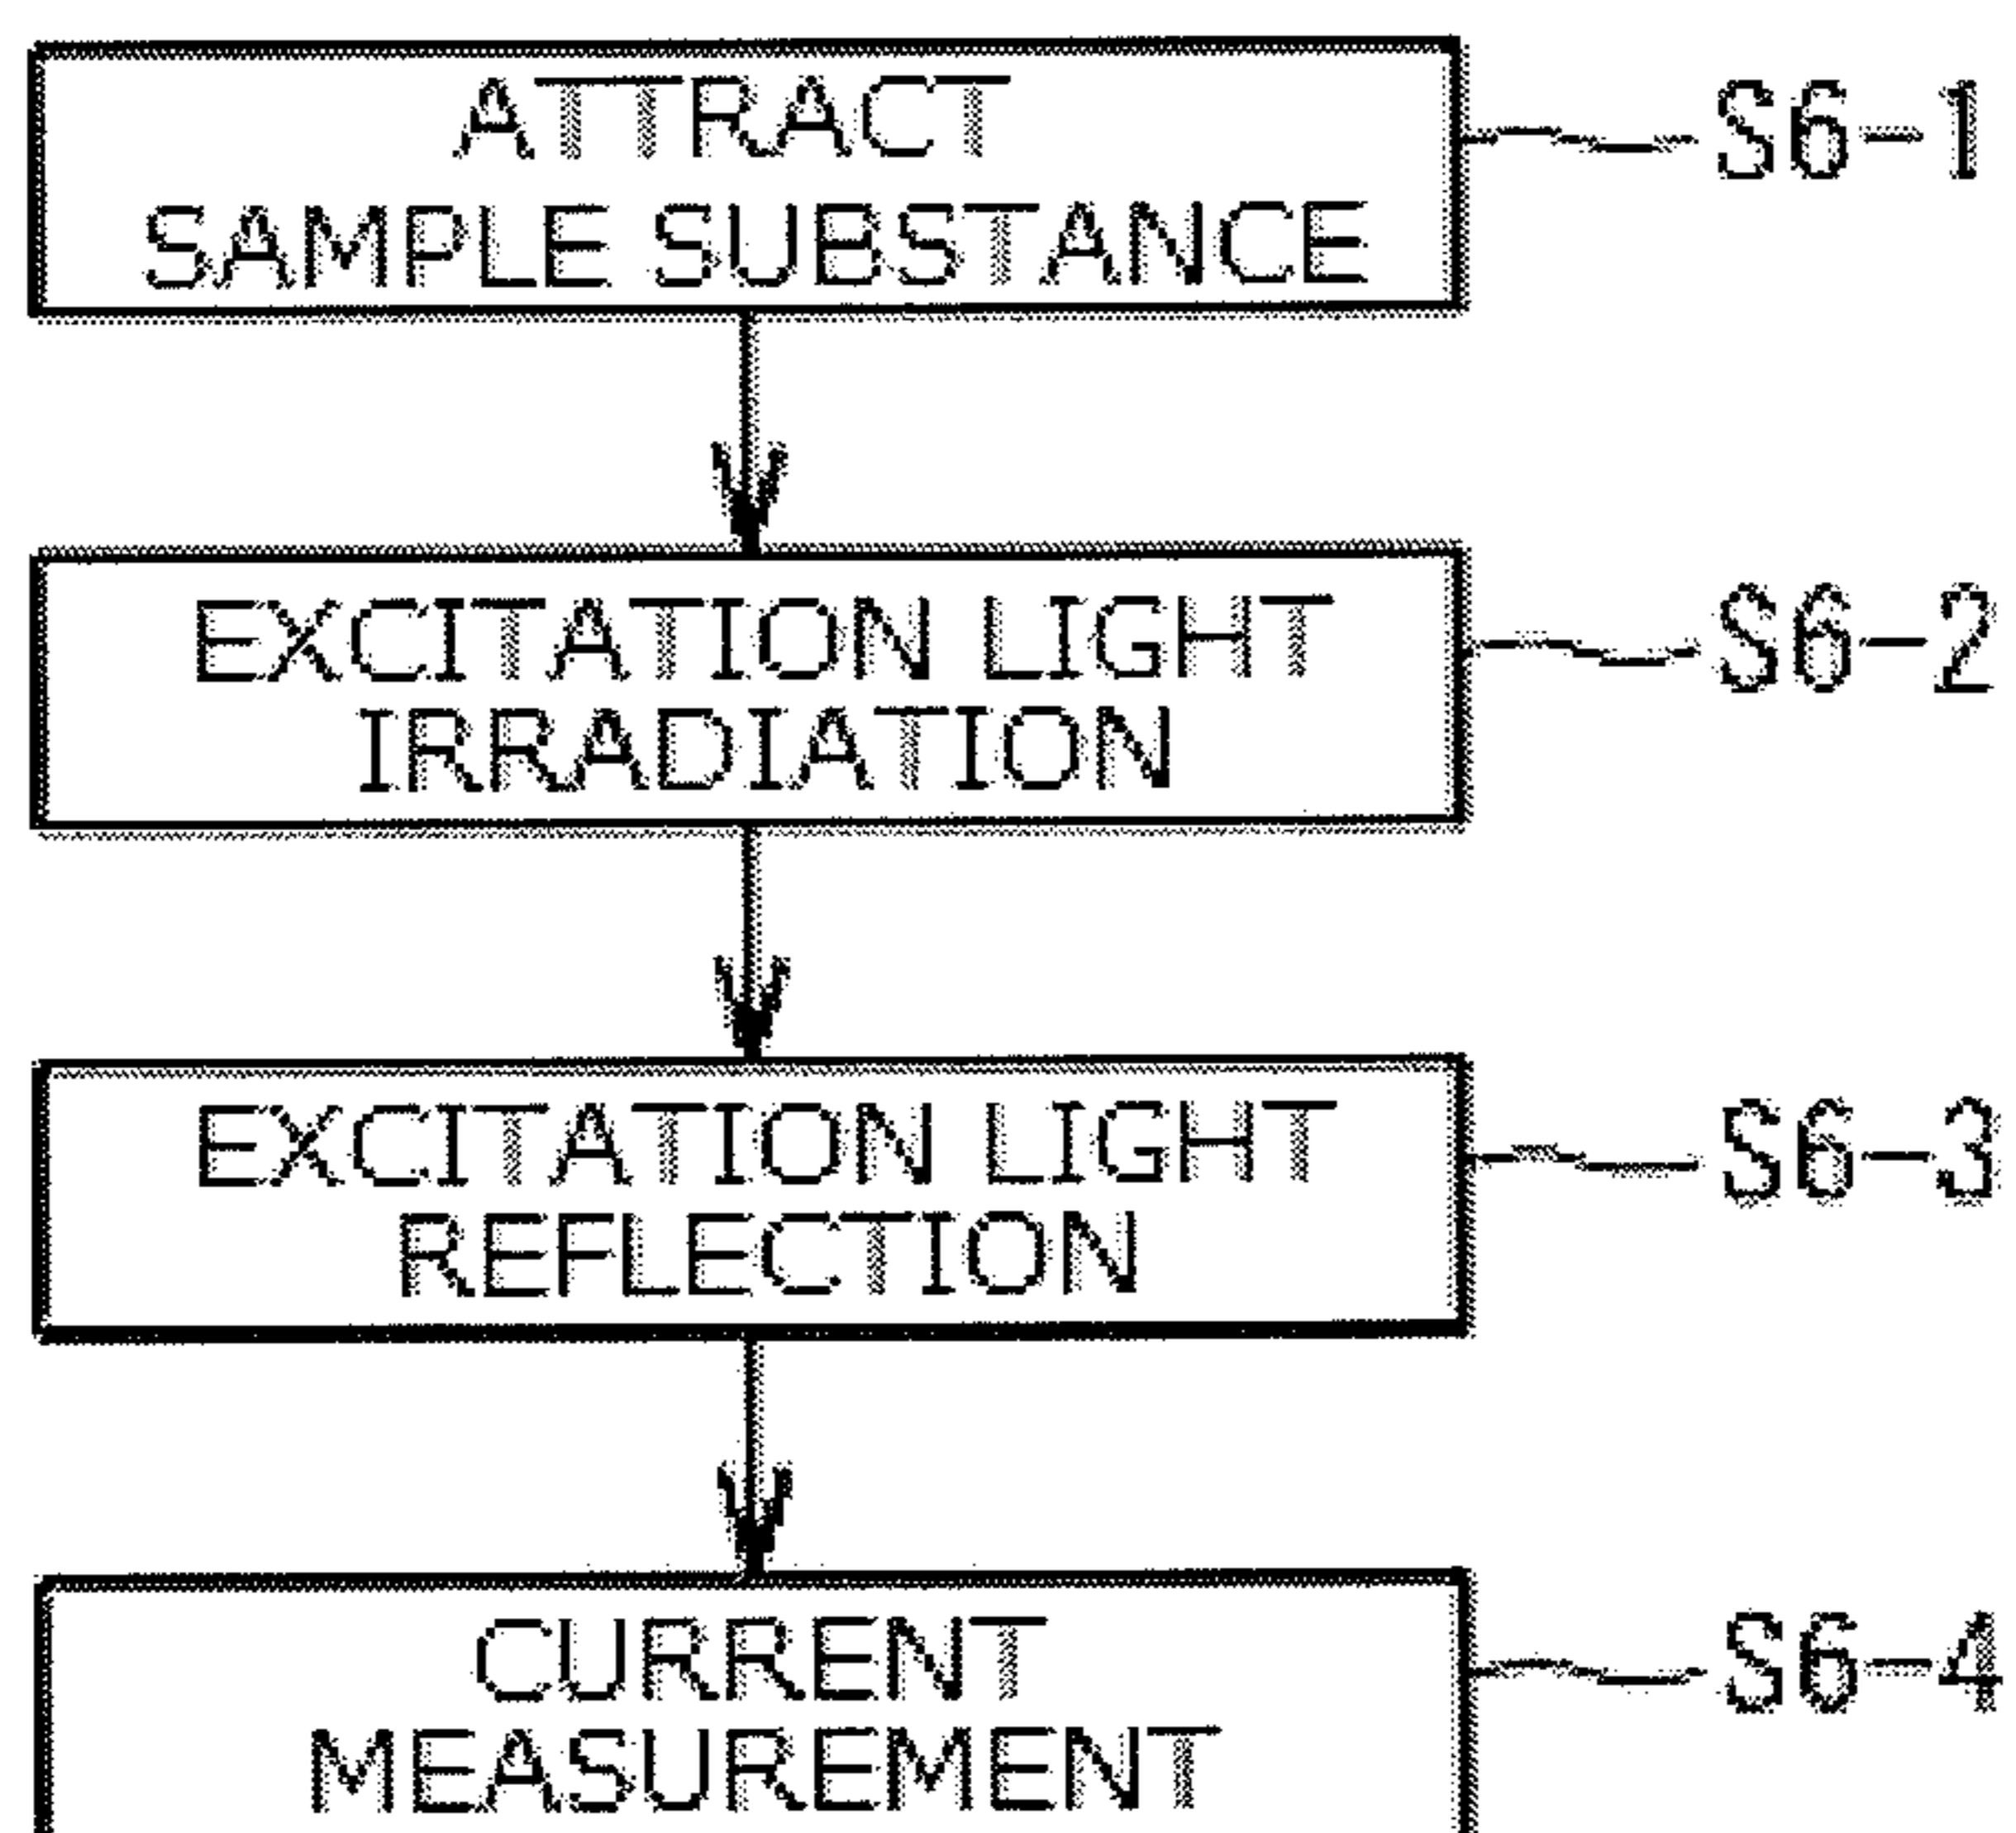 ATTRACT
SAMPLE SUBSTANCE
S6-1
EXCITATION LIGHT
IRRADIATION
S6-2
EXCITATION LIGHT
REFLECTION
S6-3
CURRENT
MEASUREMENT
S6-4